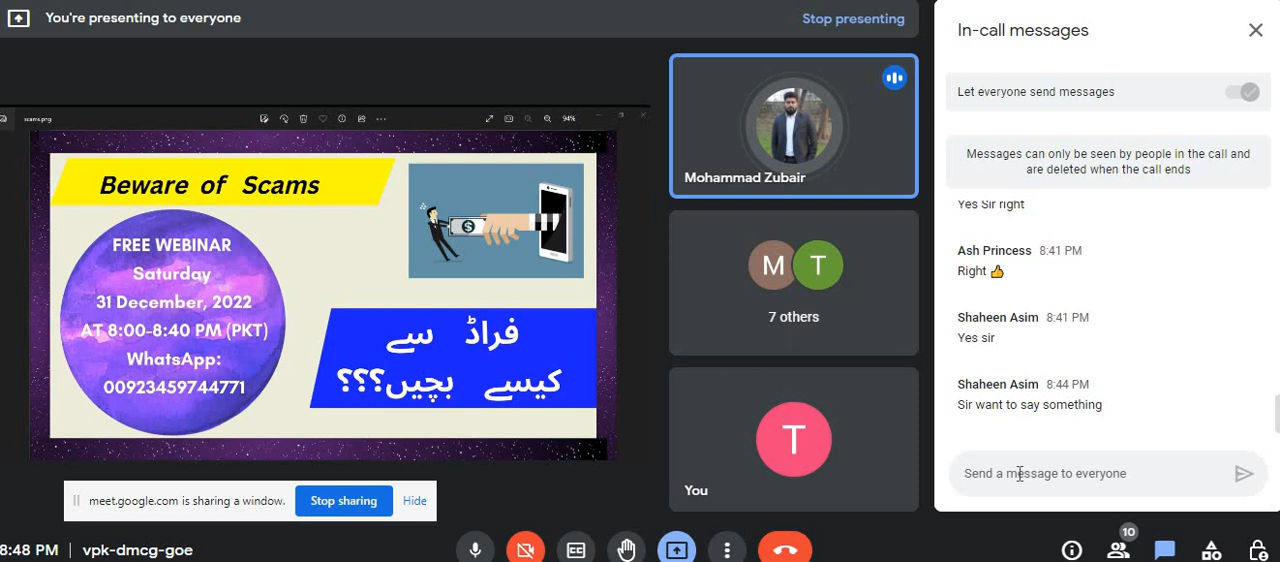 You're presenting to everyone
Stop presenting
scams.png
94%
Beware of Scams
FREE WEBINAR
Saturday
31 December, 2022
AT 8:00-8:40 PM (PKT)
WhatsApp:
00923459744771
$
فراڈ سے
کیسے بچیں؟؟؟
meet.google.com is sharing a window.
Stop sharing
Hide
Mohammad Zubair
M T
7 others
T
You
In-call messages
Let everyone send messages
Messages can only be seen by people in the call and
are deleted when the call ends
Yes Sir right
Ash Princess 8:41 PM
Right 👍
Shaheen Asim 8:41 PM
Yes sir
Shaheen Asim 8:44 PM
Sir want to say something
Send a message to everyone
8:48 PM | vpk-dmcg-goe
CC
10